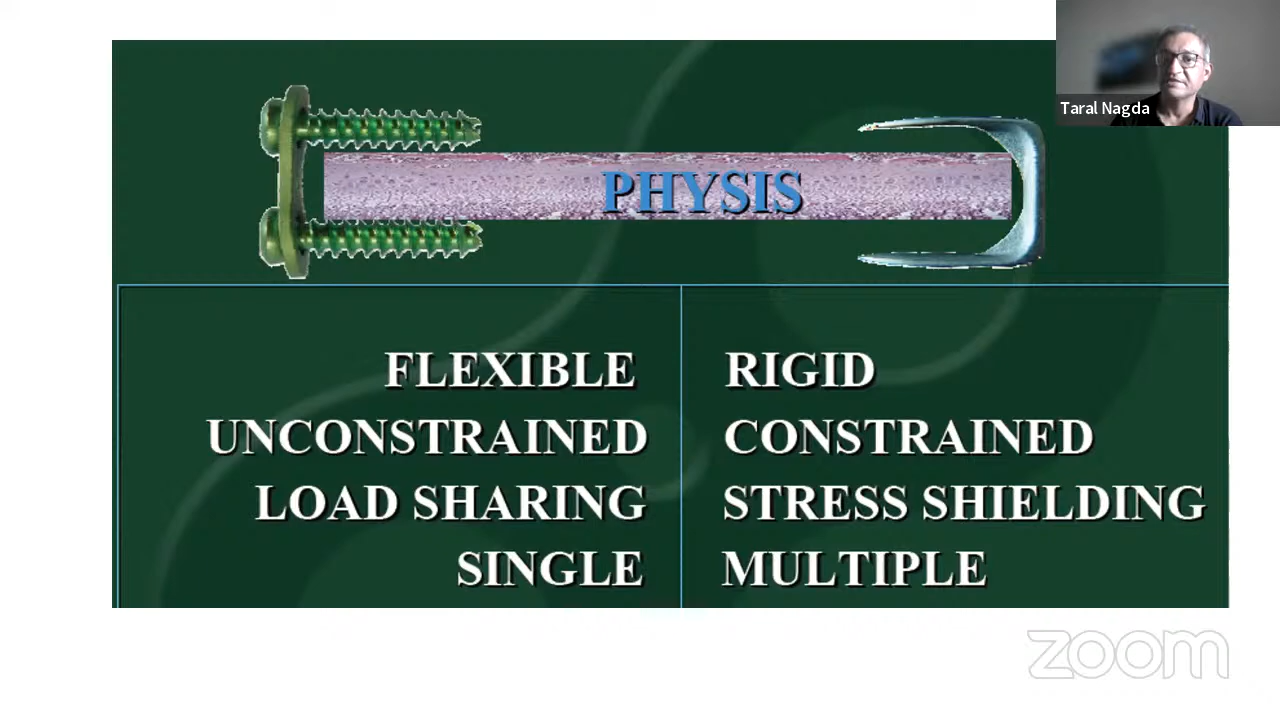 Taral Nagda
PHYSIS
FLEXIBLE RIGID
UNCONSTRAINED CONSTRAINED
LOAD SHARING STRESS SHIELDING
SINGLE MULTIPLE
zoom